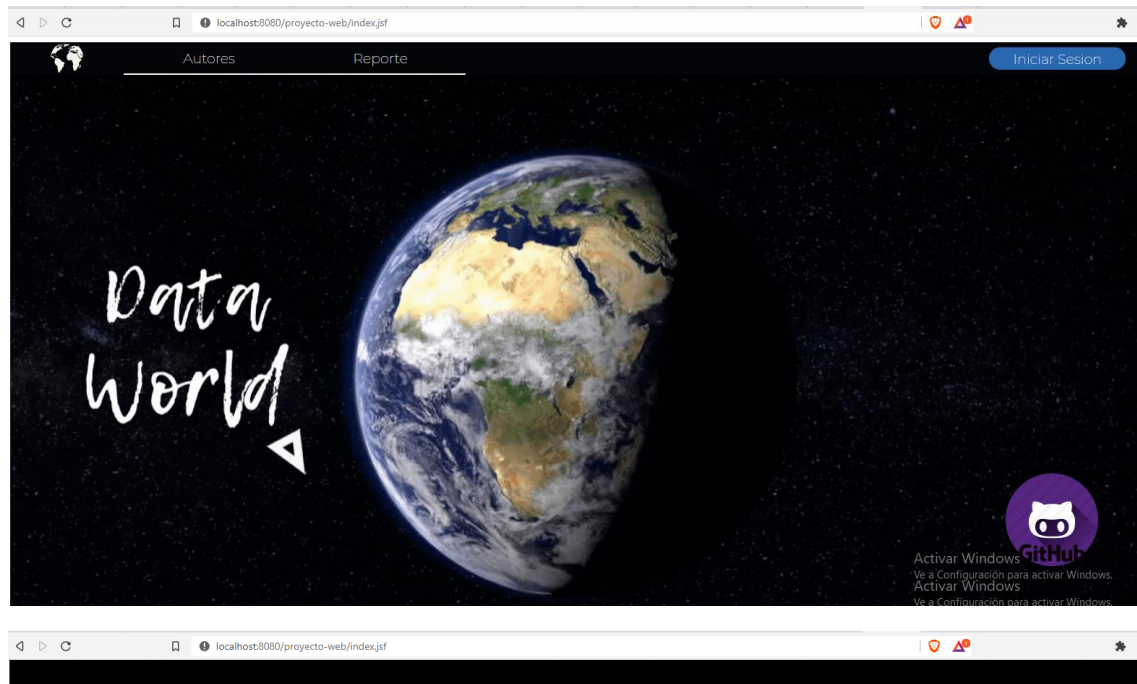 localhost:8080/proyecto-web/index.jsf
Autores Reporte Iniciar Sesion
Data
World
GitHub
Activar Windows
Ve a Configuración para activar Windows.
Activar Windows
Ve a Configuración para activar Windows.
localhost:8080/proyecto-web/index.jsf